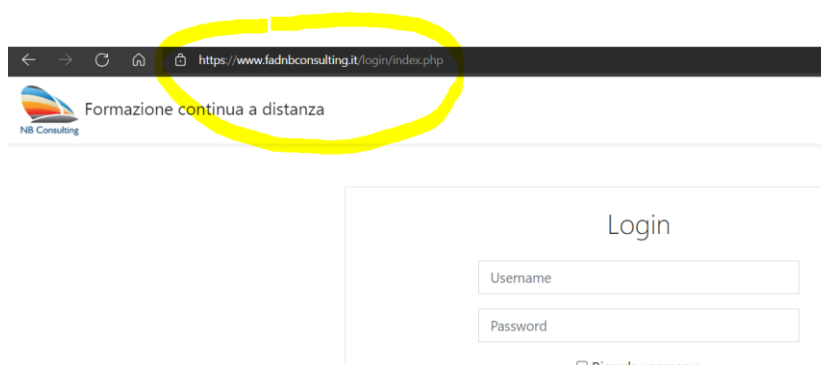 https://www.fadnbconsulting.it/login/index.php
Formazione continua a distanza
NB Consulting
Login
Username
Password